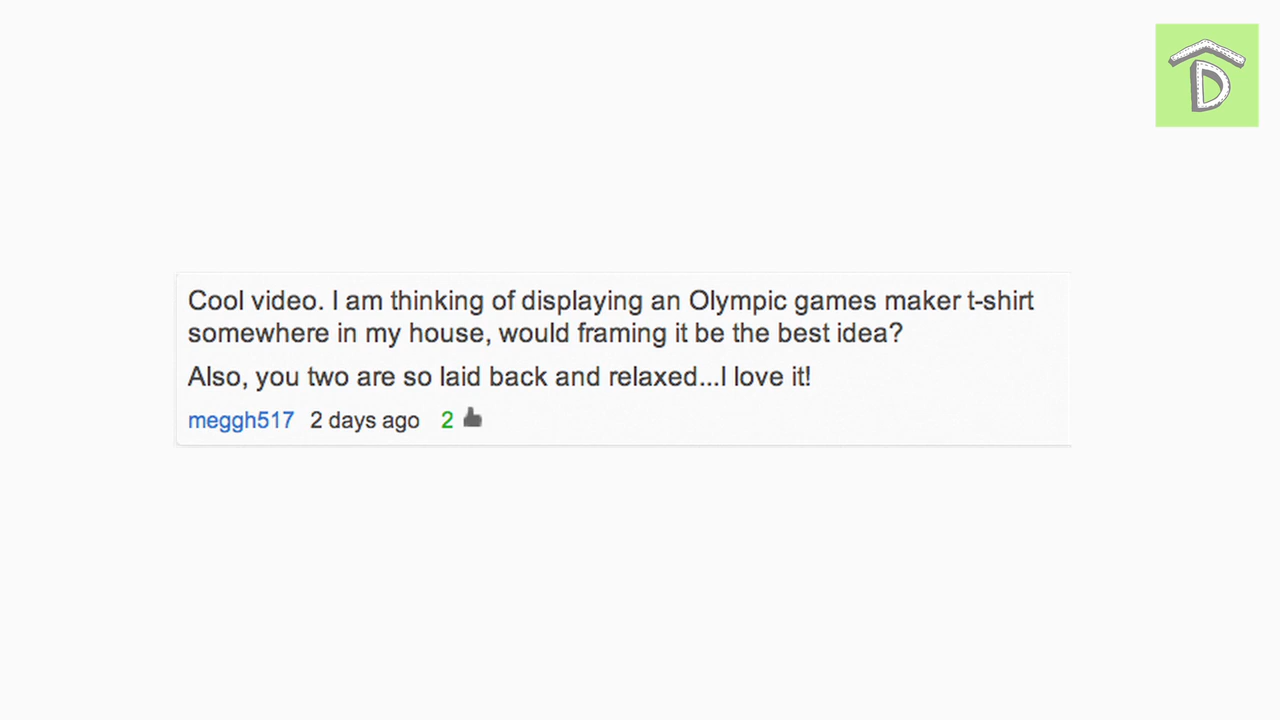 D
Cool video. I am thinking of displaying an Olympic games maker t-shirt
somewhere in my house, would framing it be the best idea?
Also, you two are so laid back and relaxed...I love it!
meggh517 2 days ago 2